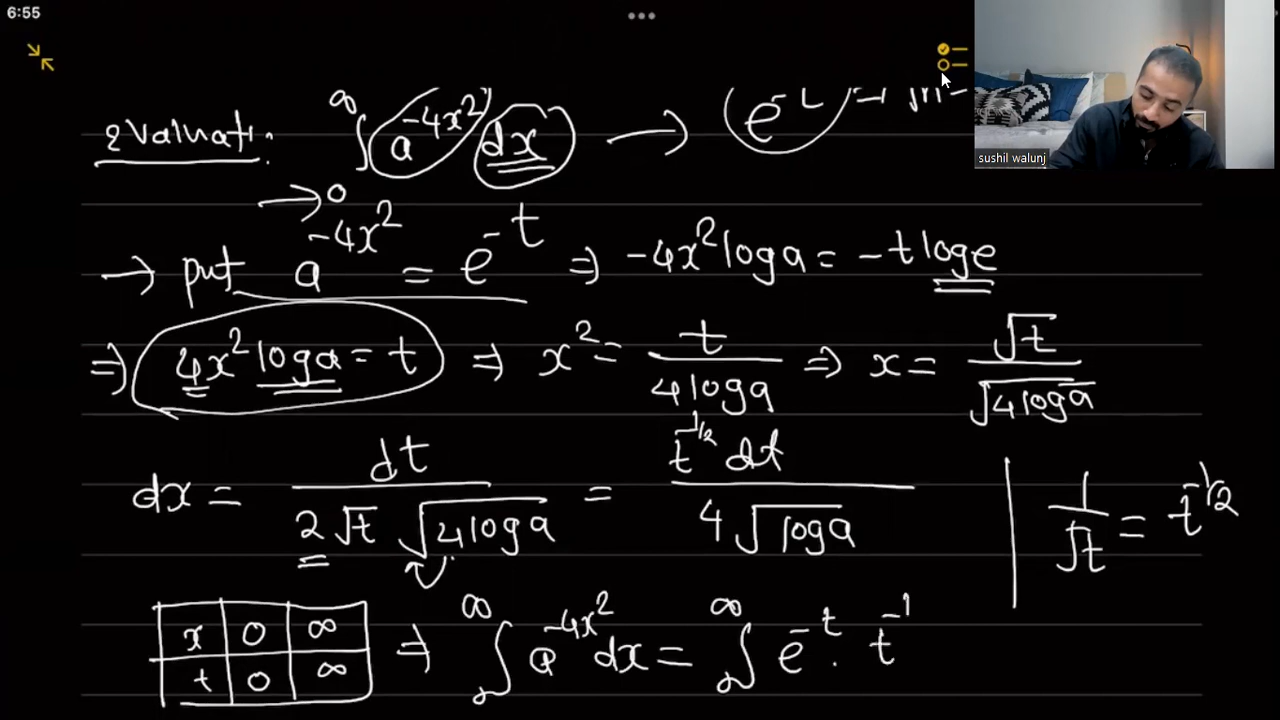 6:55
evaluati: ∫₀^∞ a^{-4x²} dx → e^{-t}
→ put a^{-4x²} = e^{-t} ⇒ -4x² log a = -t log e
⇒ 4x² log a = t ⇒ x² = t / (4 log a) ⇒ x = √t / √(4 log a)
dx = dt / (2√t √(4 log a)) = t^{-1/2} dt / (4√(log a)) | 1/√t = t^{-1/2}
x 0 ∞ ⇒ ∫₀^∞ a^{-4x²} dx = ∫₀^∞ e^{-t} · t^{-1}
t 0 ∞
sushil walunj